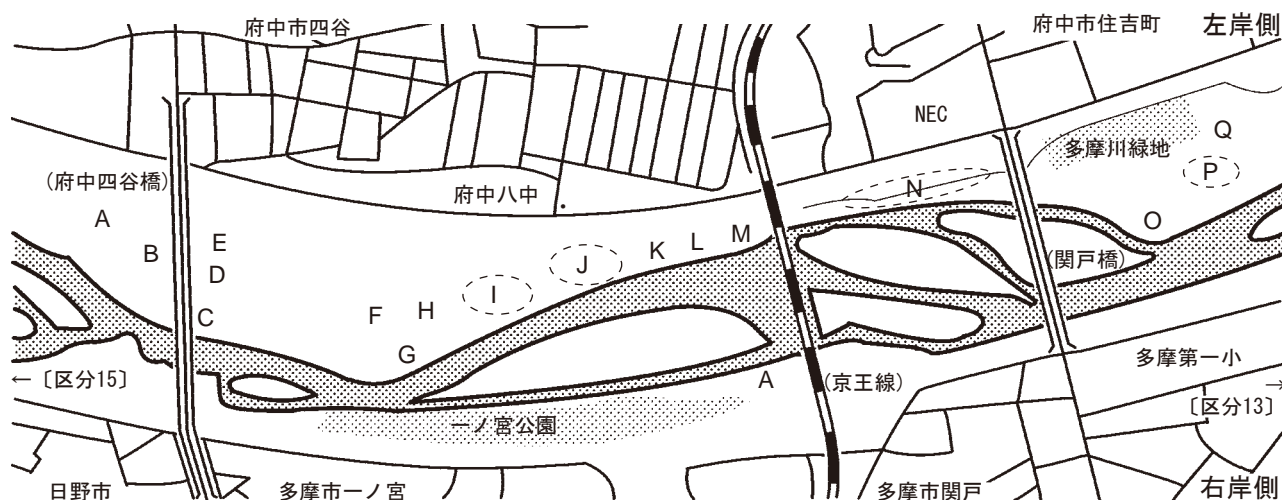 府中市四谷
府中市住吉町
左岸側
NEC
多摩川緑地
Q
P
(府中四谷橋)
府中八中
N
A
E
B
D
M
L
K
J
O
(関戸橋)
I
H
F
C
G
多摩第一小
← 〔区分15〕
A
(京王線)
→
〔区分13〕
一ノ宮公園
日野市
多摩市一ノ宮
多摩市関戸
右岸側